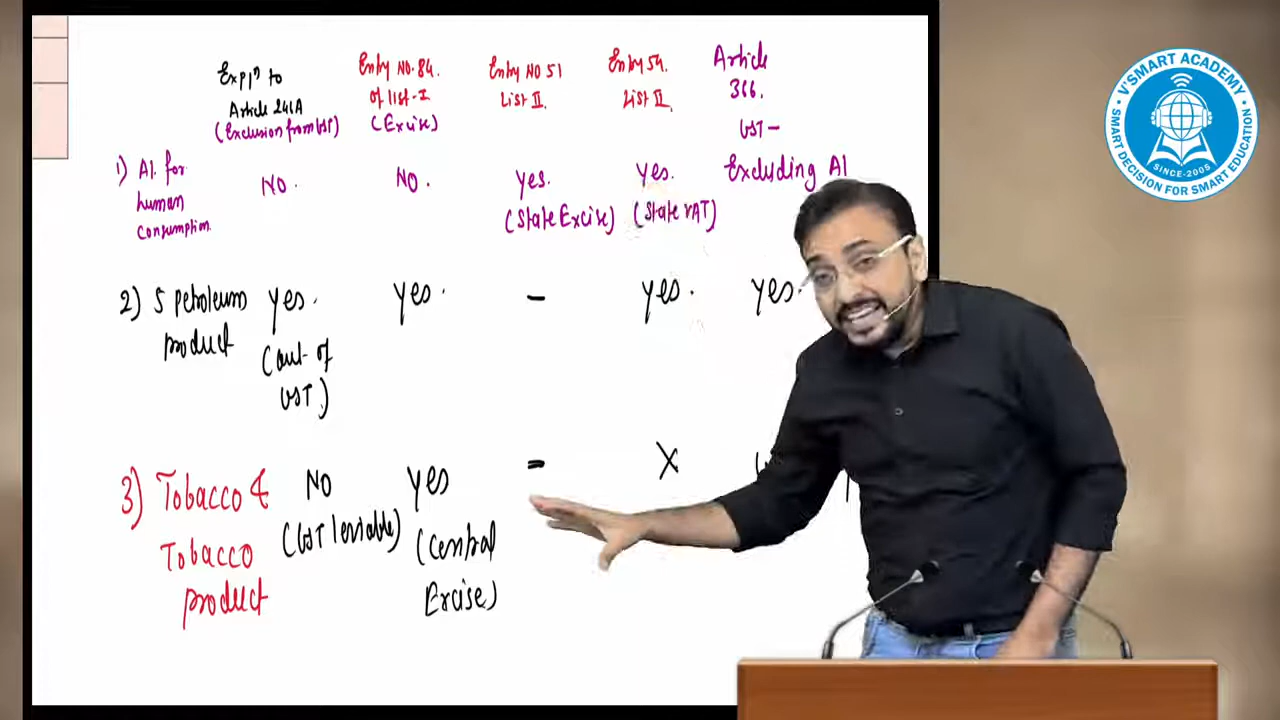 Exp|n to
Article 246A
(Exclusion from GST)
Entry NO. 84.
of list-I
(Excise)
Entry NO 51
List II.
Entry 54.
List II.
Article
366.
GST-
1) Al. for
human
consumption.
NO.
NO.
yes.
(State Excise)
yes.
(State VAT)
Excluding Al
2) 5 Petroleum
product
yes.
(out of
GST)
yes.
-
yes.
yes.
3) Tobacco &
Tobacco
product
NO
(GST leviable)
yes
(Central
Excise)
=
X
V'SMART ACADEMY
SINCE-2005
SMART DECISION FOR SMART EDUCATION